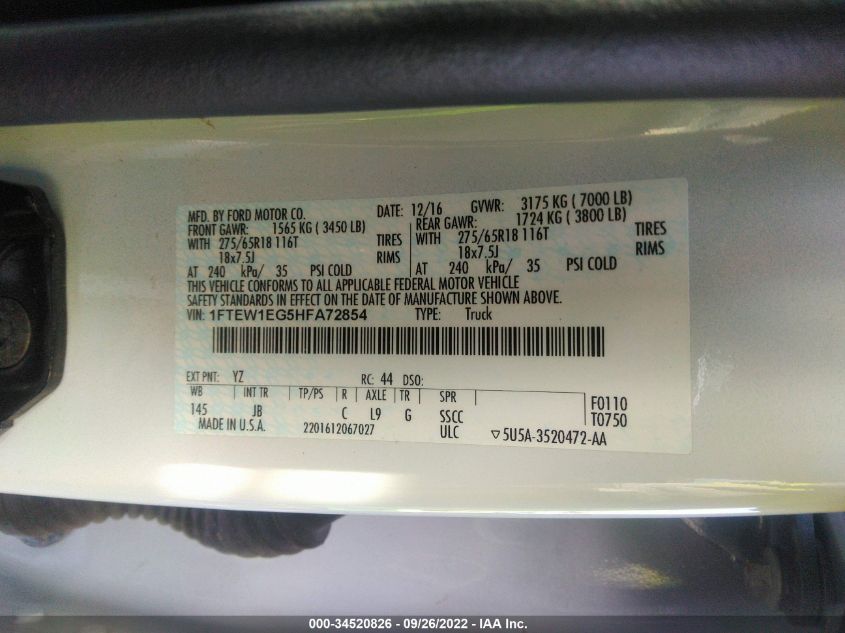 MFD. BY FORD MOTOR CO. DATE: 12/16 GVWR: 3175 KG ( 7000 LB)
FRONT GAWR: 1565 KG ( 3450 LB) REAR GAWR: 1724 KG ( 3800 LB)
WITH 275/65R18 116T TIRES WITH 275/65R18 116T TIRES
18x7.5J RIMS 18x7.5J RIMS
AT 240 kPa/ 35 PSI COLD AT 240 kPa/ 35 PSI COLD
THIS VEHICLE CONFORMS TO ALL APPLICABLE FEDERAL MOTOR VEHICLE
SAFETY STANDARDS IN EFFECT ON THE DATE OF MANUFACTURE SHOWN ABOVE.
VIN: 1FTEW1EG5HFA72854 TYPE: Truck
EXT PNT: YZ RC: 44 DSO:
WB INT TR TP/PS R AXLE TR SPR F0110
145 JB C L9 G SSCC T0750
MADE IN U.S.A. 2201612067027 ULC ▽5U5A-3520472-AA
000-34520826 - 09/26/2022 - IAA Inc.